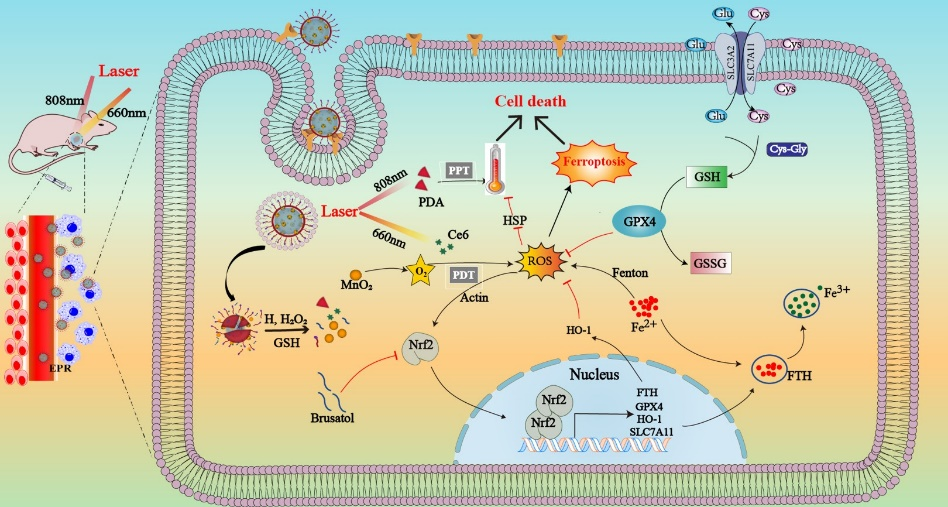 Laser
808nm
660nm
EPR
Glu
Cys
Glu
SLC3A2
SLC7A11
Cys
Cys
Glu
Cys
Cys-Gly
GSH
GPX4
GSSG
Cell death
Ferroptosis
808nm
PDA
PPT
HSP
Laser
660nm
Ce6
MnO₂
O₂
PDT
ROS
Actin
Fenton
Fe²⁺
Fe³⁺
FTH
H, H₂O₂
GSH
Nrf2
Brusatol
HO-1
Nucleus
Nrf2
Nrf2
FTH
GPX4
HO-1
SLC7A11